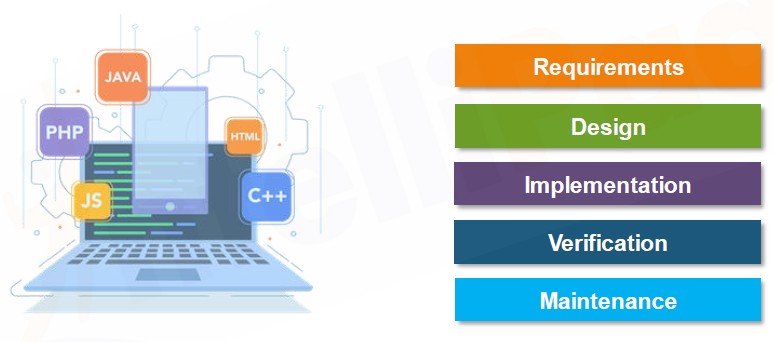 JAVA
PHP
HTML
JS
C++
Requirements
Design
Implementation
Verification
Maintenance